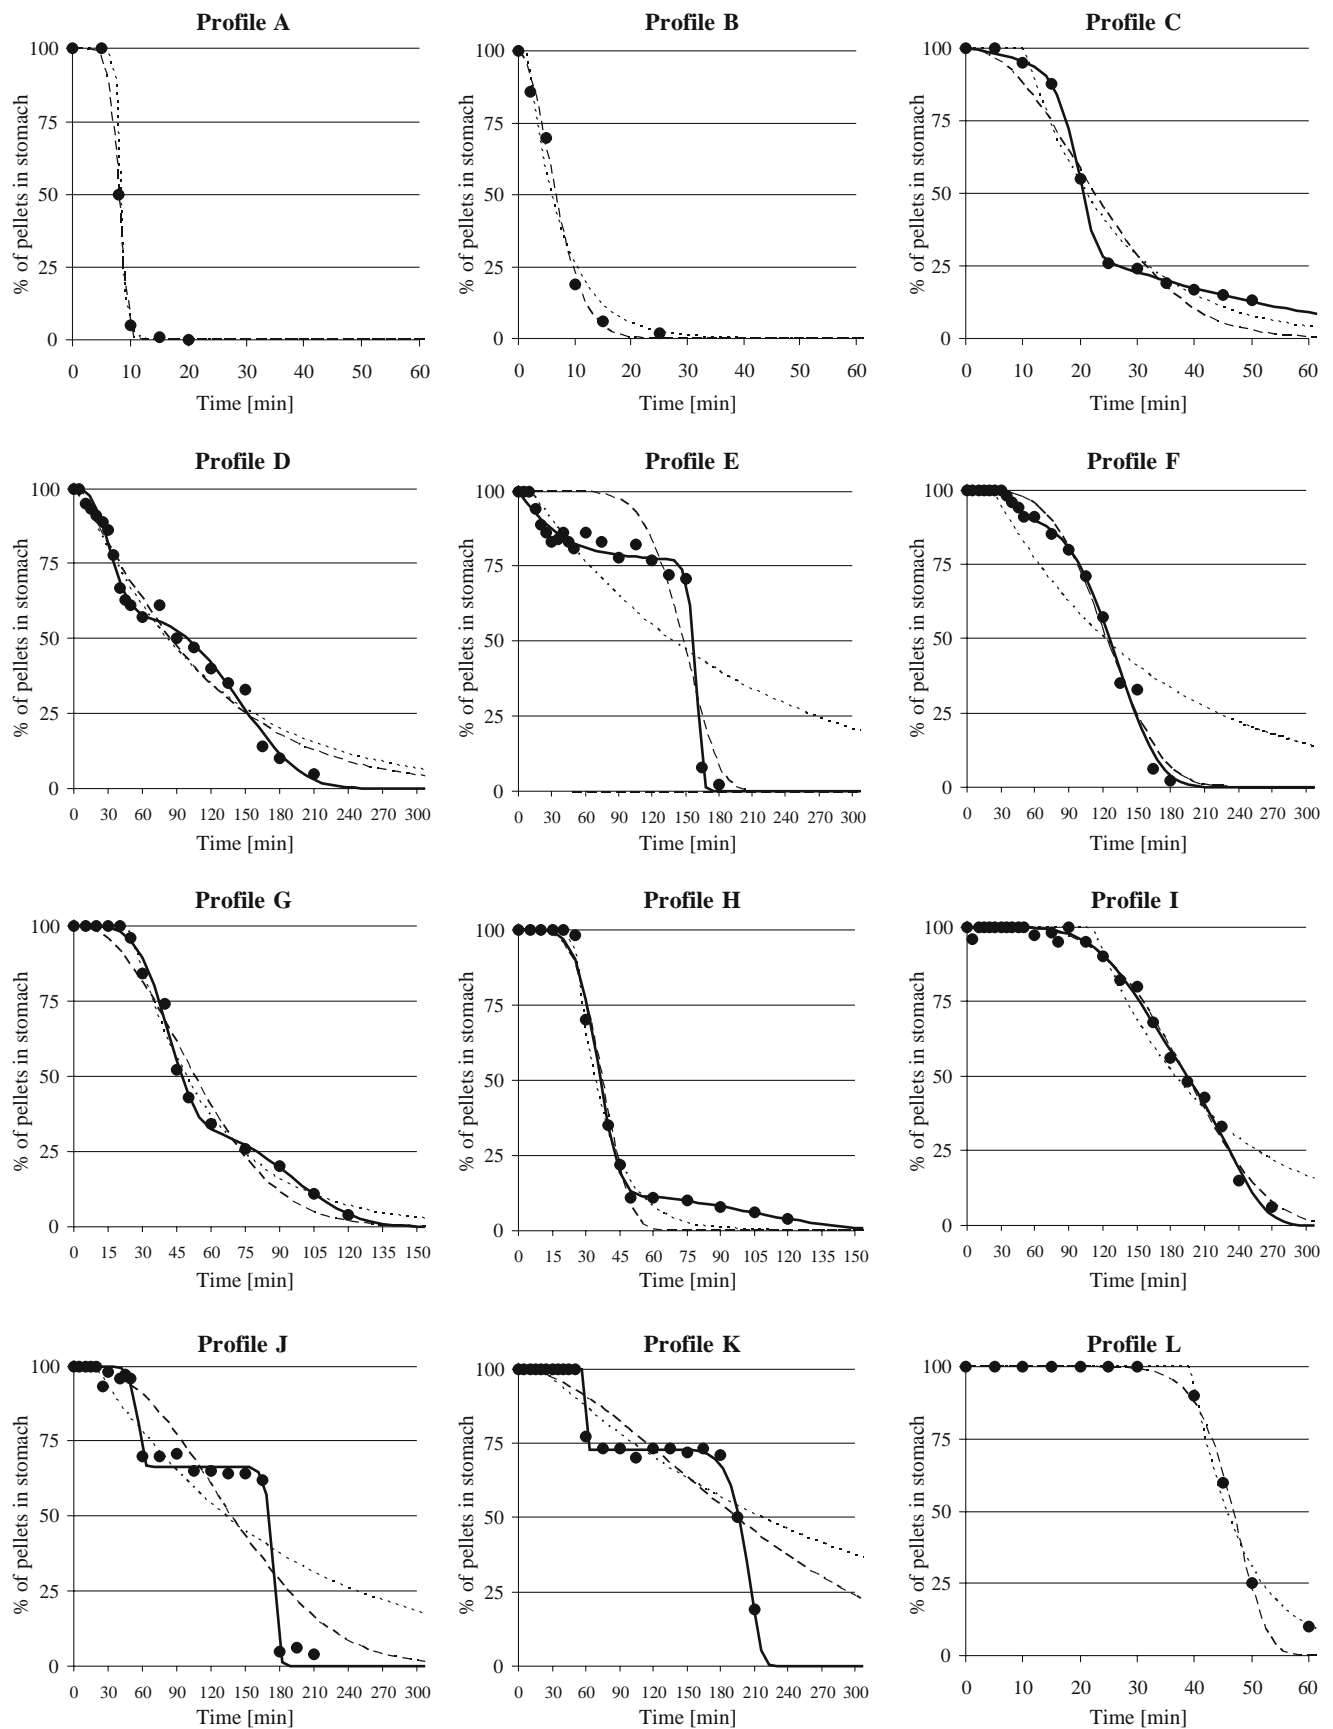 Profile A
% of pellets in stomach
100
75
50
25
0
0 10 20 30 40 50 60
Time [min]
Profile B
% of pellets in stomach
100
75
50
25
0
0 10 20 30 40 50 60
Time [min]
Profile C
% of pellets in stomach
100
75
50
25
0
0 10 20 30 40 50 60
Time [min]
Profile D
% of pellets in stomach
100
75
50
25
0
0 30 60 90 120 150 180 210 240 270 300
Time [min]
Profile E
% of pellets in stomach
100
75
50
25
0
0 30 60 90 120 150 180 210 240 270 300
Time [min]
Profile F
% of pellets in stomach
100
75
50
25
0
0 30 60 90 120 150 180 210 240 270 300
Time [min]
Profile G
% of pellets in stomach
100
75
50
25
0
0 15 30 45 60 75 90 105 120 135 150
Time [min]
Profile H
% of pellets in stomach
100
75
50
25
0
0 15 30 45 60 75 90 105 120 135 150
Time [min]
Profile I
% of pellets in stomach
100
75
50
25
0
0 30 60 90 120 150 180 210 240 270 300
Time [min]
Profile J
% of pellets in stomach
100
75
50
25
0
0 30 60 90 120 150 180 210 240 270 300
Time [min]
Profile K
% of pellets in stomach
100
75
50
25
0
0 30 60 90 120 150 180 210 240 270 300
Time [min]
Profile L
% of pellets in stomach
100
75
50
25
0
0 10 20 30 40 50 60
Time [min]